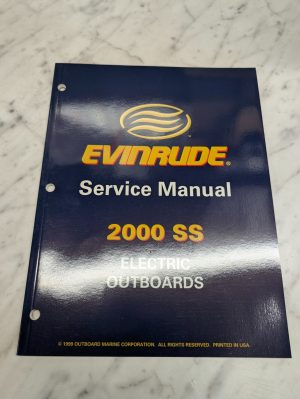 EVINRUDE®
Service Manual
2000 SS
ELECTRIC
OUTBOARDS
© 1999 OUTBOARD MARINE CORPORATION. ALL RIGHTS RESERVED. PRINTED IN USA.